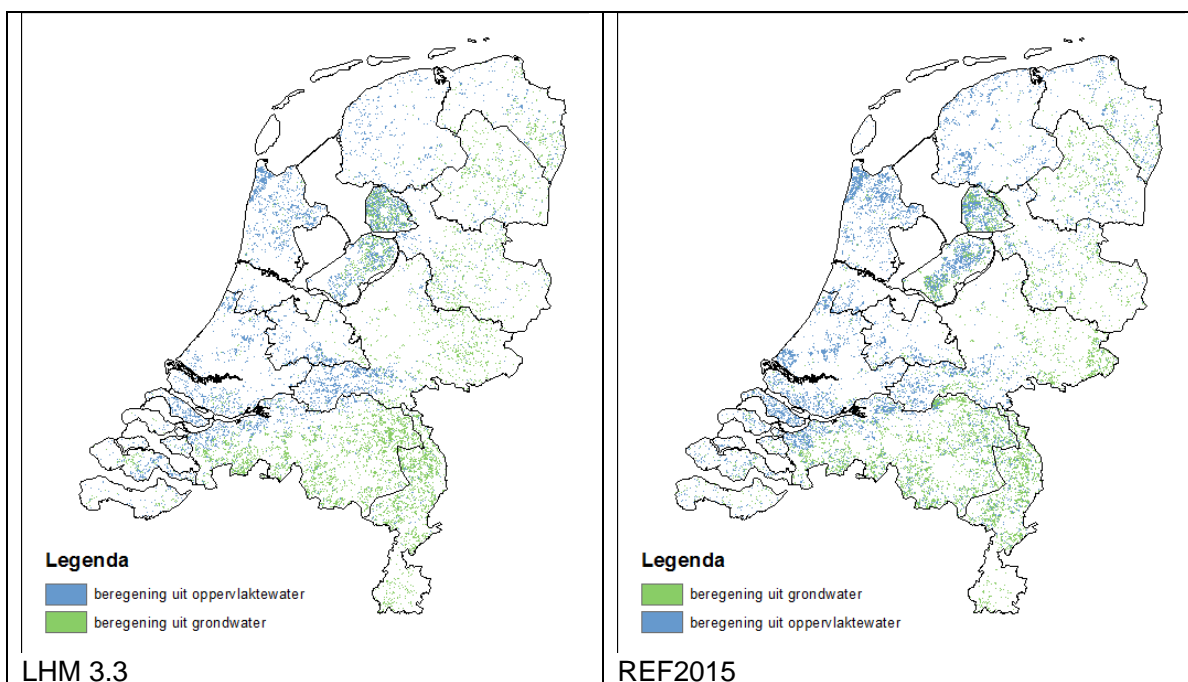 Legenda
beregening uit oppervlaktewater
beregening uit grondwater
LHM 3.3
Legenda
beregening uit grondwater
beregening uit oppervlaktewater
REF2015